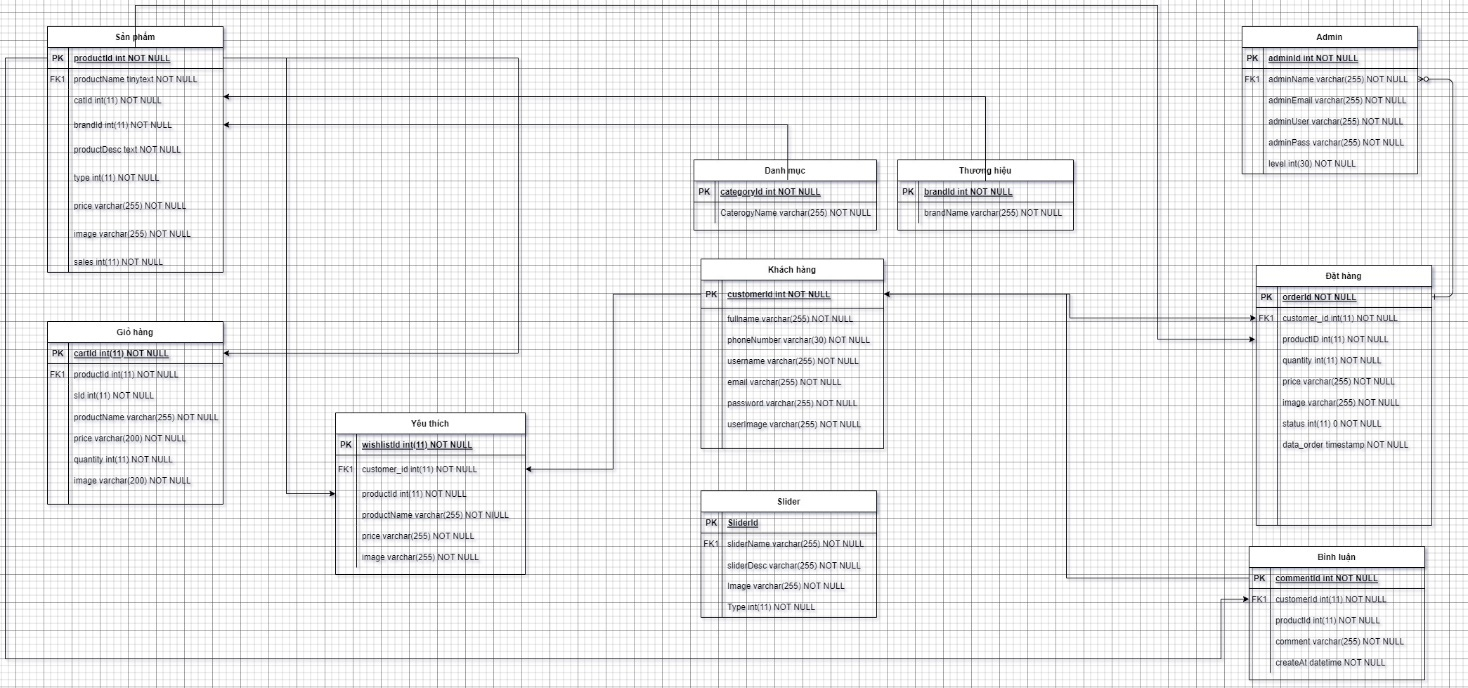 Sản phẩm
PK productId int NOT NULL
FK1 productName tinytext NOT NULL
catId int(11) NOT NULL
brandId int(11) NOT NULL
productDesc text NOT NULL
type int(11) NOT NULL
price varchar(255) NOT NULL
image varchar(255) NOT NULL
sales int(11) NOT NULL
Giỏ hàng
PK cartId int(11) NOT NULL
FK1 productId int(11) NOT NULL
sId int(11) NOT NULL
productName varchar(255) NOT NULL
price varchar(200) NOT NULL
quantity int(11) NOT NULL
image varchar(200) NOT NULL
Yêu thích
PK wishlistId int(11) NOT NULL
FK1 customer_id int(11) NOT NULL
productId int(11) NOT NULL
productName varchar(255) NOT NIULL
price varchar(255) NOT NULL
image varchar(255) NOT NULL
Danh mục
PK categoryId int NOT NULL
CaterogyName varchar(255) NOT NULL
Thương hiệu
PK brandId int NOT NULL
brandName varchar(255) NOT NULL
Khách hàng
PK customerId int NOT NULL
fullname varchar(255) NOT NULL
phoneNumber varchar(30) NOT NULL
username varchar(255) NOT NULL
email varchar(255) NOT NULL
password varchar(255) NOT NULL
userImage varchar(255) NOT NULL
Slider
PK SliderId
FK1 sliderName varchar(255) NOT NULL
sliderDesc varchar(255) NOT NULL
Image varchar(255) NOT NULL
Type int(11) NOT NULL
Admin
PK adminId int NOT NULL
FK1 adminName varchar(255) NOT NULL
adminEmail varchar(255) NOT NULL
adminUser varchar(255) NOT NULL
adminPass varchar(255) NOT NULL
level int(30) NOT NULL
Đặt hàng
PK orderId NOT NULL
FK1 customer_id int(11) NOT NULL
productID int(11) NOT NULL
quantity int(11) NOT NULL
price varchar(255) NOT NULL
image varchar(255) NOT NULL
status int(11) 0 NOT NULL
data_order timestamp NOT NULL
Bình luận
PK commentId int NOT NULL
FK1 customerId int(11) NOT NULL
productId int(11) NOT NULL
comment varchar(255) NOT NULL
createAt datetime NOT NULL